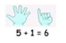 5 + 1 = 6